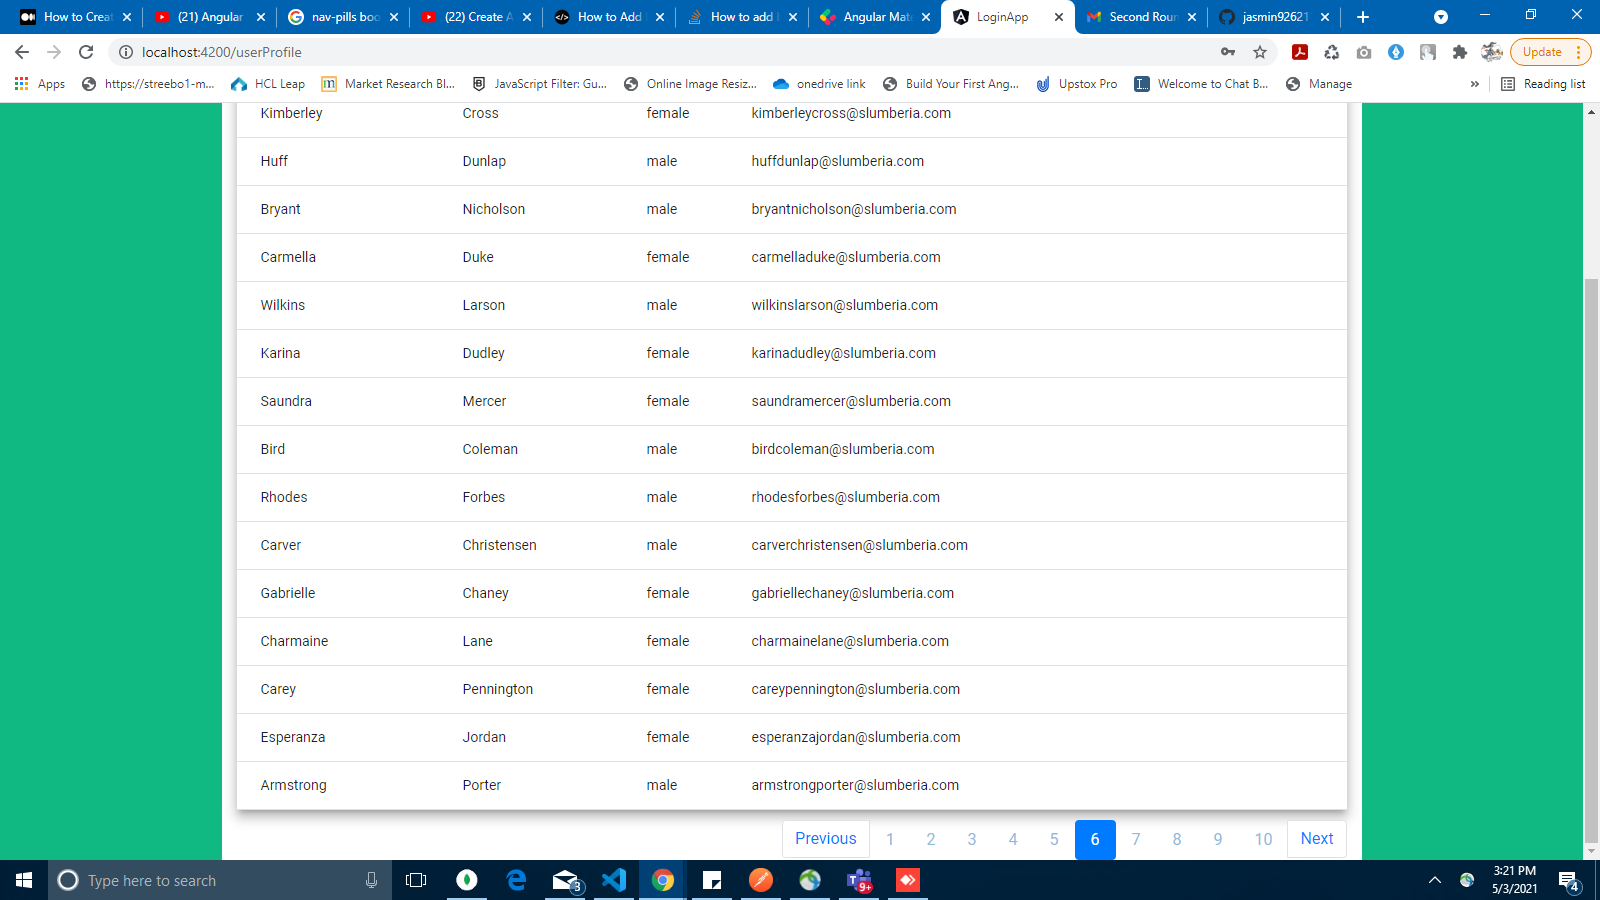 How to Creat
(21) Angular
nav-pills boo
(22) Create A
How to Add
How to add
Angular Mate
LoginApp
Second Roun
jasmin92621
localhost:4200/userProfile
Update
Apps
https://streebo1-m...
HCL Leap
Market Research Bl...
JavaScript Filter: Gu...
Online Image Resiz...
onedrive link
Build Your First Ang...
Upstox Pro
Welcome to Chat B...
Manage
»
Reading list
Kimberley Cross female kimberleycross@slumberia.com
Huff Dunlap male huffdunlap@slumberia.com
Bryant Nicholson male bryantnicholson@slumberia.com
Carmella Duke female carmelladuke@slumberia.com
Wilkins Larson male wilkinslarson@slumberia.com
Karina Dudley female karinadudley@slumberia.com
Saundra Mercer female saundramercer@slumberia.com
Bird Coleman male birdcoleman@slumberia.com
Rhodes Forbes male rhodesforbes@slumberia.com
Carver Christensen male carverchristensen@slumberia.com
Gabrielle Chaney female gabriellechaney@slumberia.com
Charmaine Lane female charmainelane@slumberia.com
Carey Pennington female careypennington@slumberia.com
Esperanza Jordan female esperanzajordan@slumberia.com
Armstrong Porter male armstrongporter@slumberia.com
Previous 1 2 3 4 5 6 7 8 9 10 Next
Type here to search
3
9+
3:21 PM
5/3/2021
4